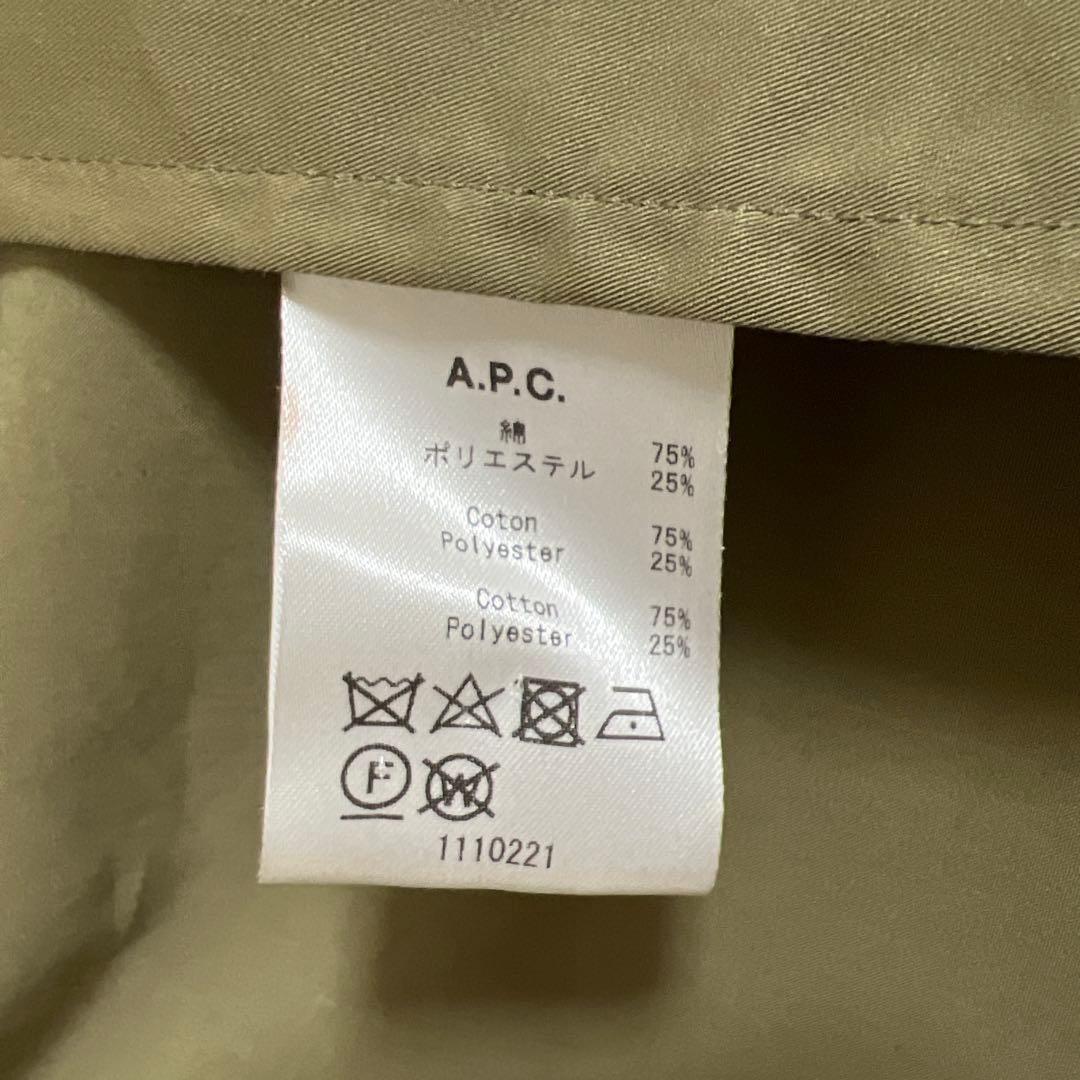 A.P.C.
綿 75%
ポリエステル 25%
Coton 75%
Polyester 25%
Cotton 75%
Polyester 25%
F
W
1110221